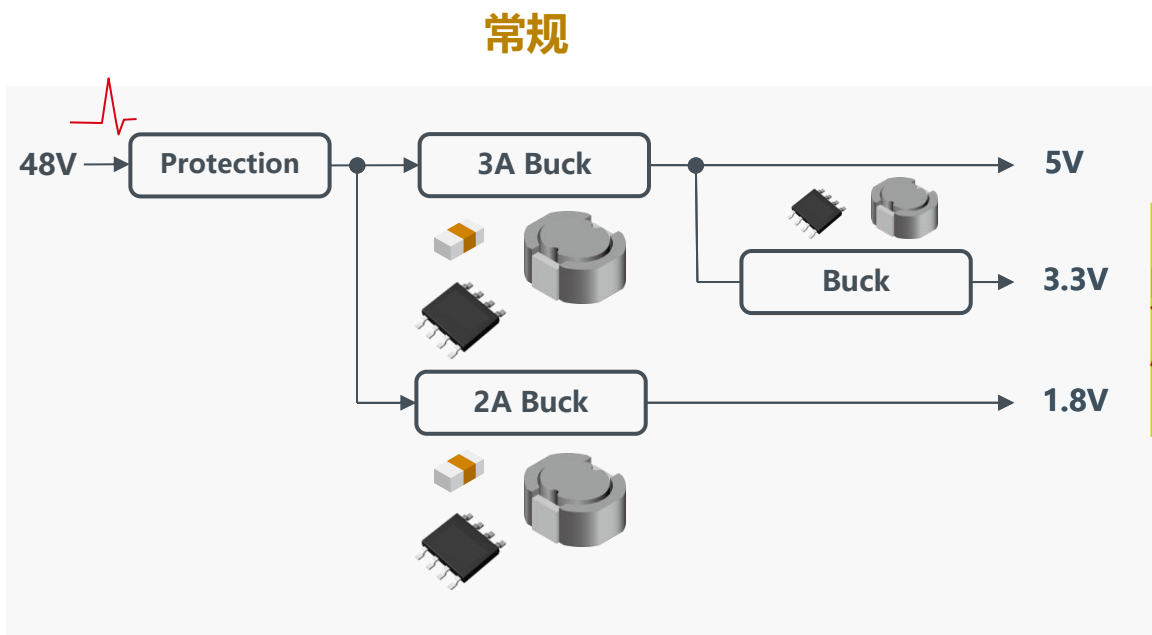 常规
48V
Protection
3A Buck
5V
Buck
3.3V
2A Buck
1.8V